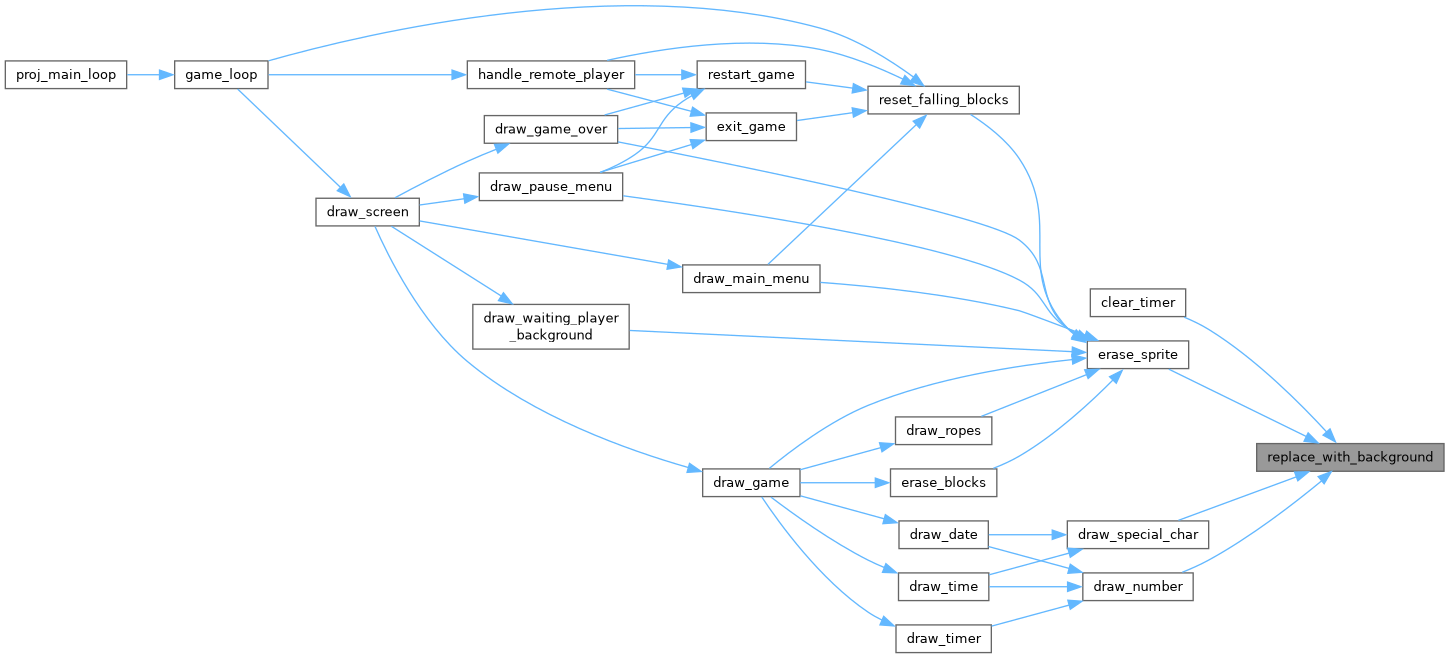 proj_main_loop
game_loop
handle_remote_player
restart_game
reset_falling_blocks
draw_game_over
exit_game
draw_pause_menu
draw_screen
draw_main_menu
draw_waiting_player
_background
clear_timer
erase_sprite
draw_ropes
replace_with_background
draw_game
erase_blocks
draw_date
draw_special_char
draw_time
draw_number
draw_timer